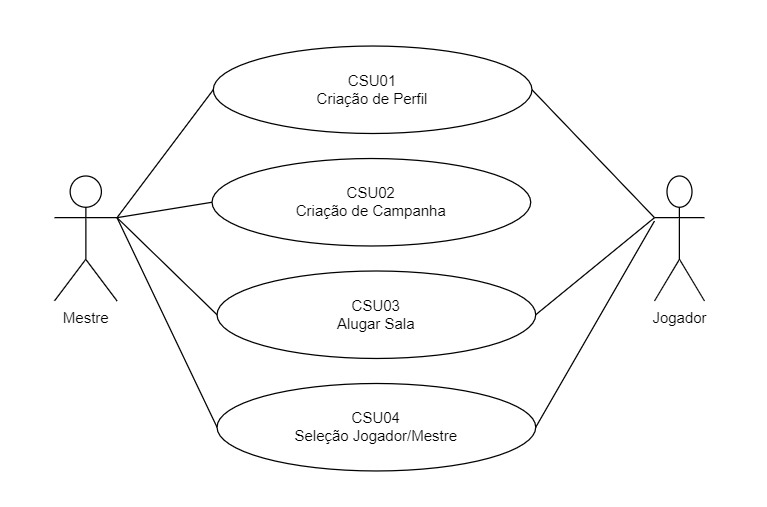 CSU01
Criação de Perfil
CSU02
Criação de Campanha
CSU03
Alugar Sala
Mestre
Jogador
CSU04
Seleção Jogador/Mestre